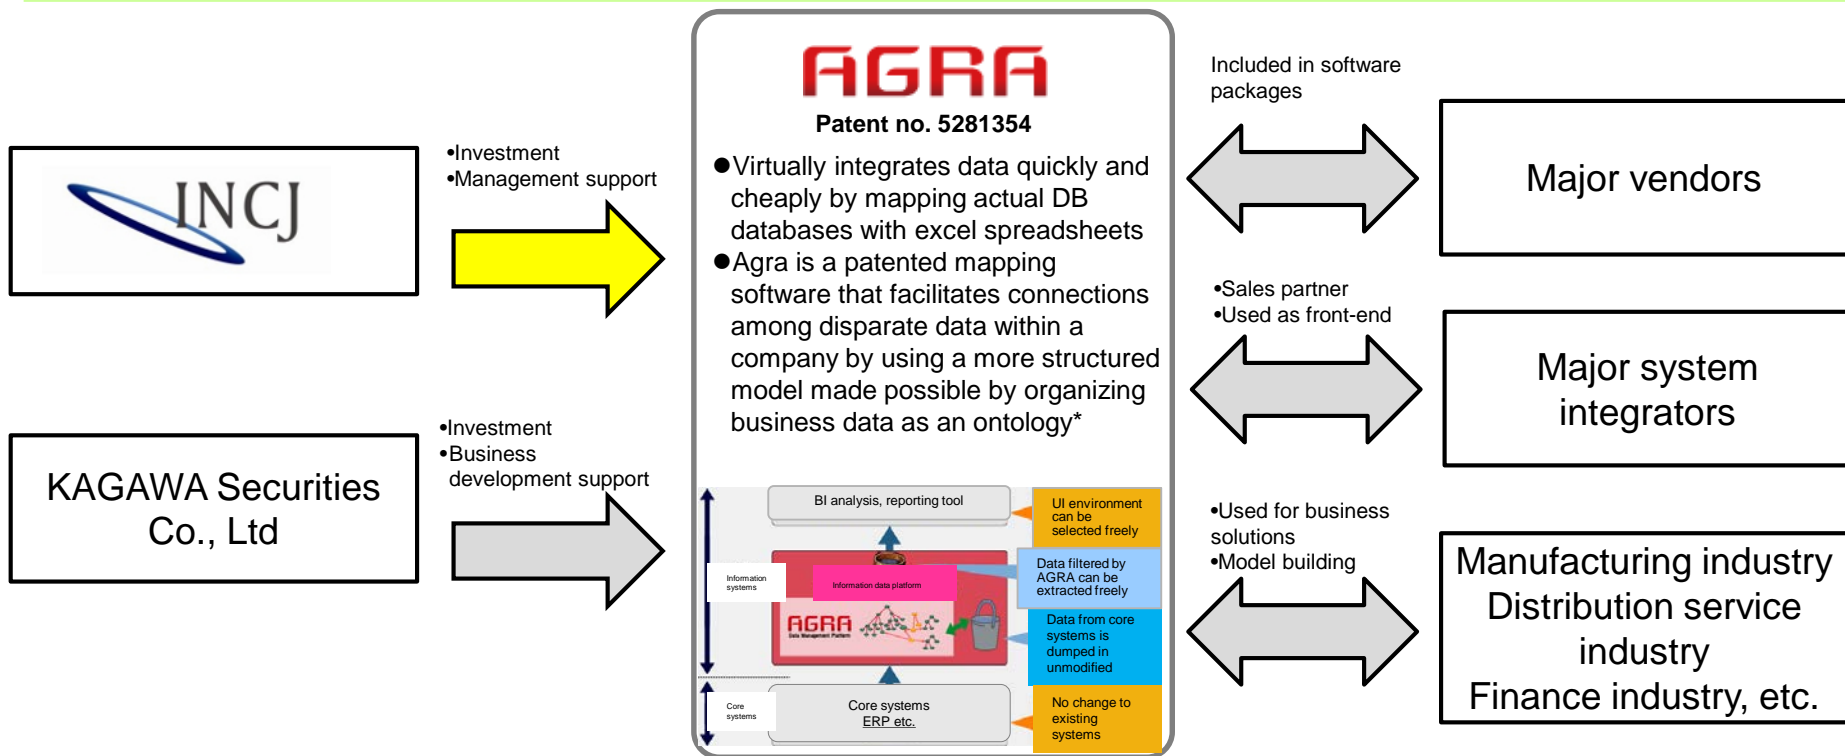 INCJ
•Investment
•Management support
KAGAWA Securities
Co., Ltd
•Investment
•Business
development support
AGRA
Patent no. 5281354
●Virtually integrates data quickly and
cheaply by mapping actual DB
databases with excel spreadsheets
●Agra is a patented mapping
software that facilitates connections
among disparate data within a
company by using a more structured
model made possible by organizing
business data as an ontology*
BI analysis, reporting tool
UI environment
can be
selected freely
Information
systems
Information data platform
Data filtered by
AGRA can be
extracted freely
AGRA
Data Management Platform
Data from core
systems is
dumped in
unmodified
Core
systems
Core systems
ERP etc.
No change to
existing
systems
Included in software
packages
Major vendors
•Sales partner
•Used as front-end
Major system
integrators
•Used for business
solutions
•Model building
Manufacturing industry
Distribution service
industry
Finance industry, etc.